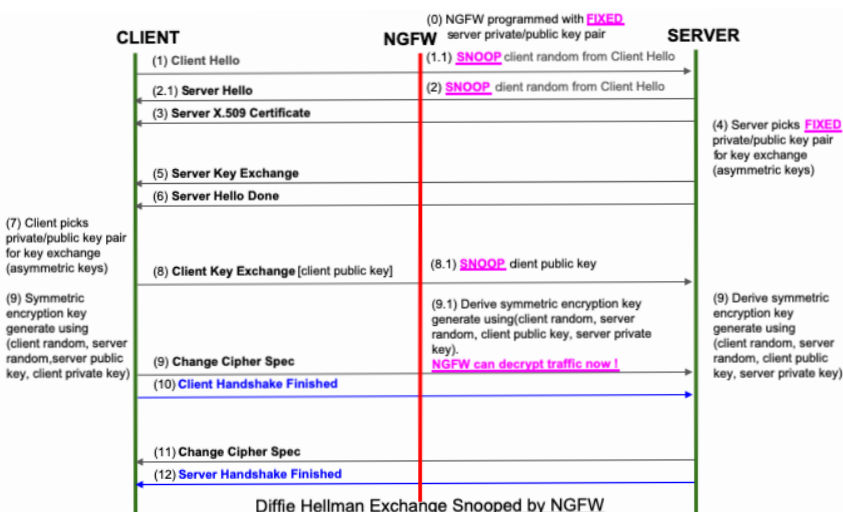 (0) NGFW programmed with FIXED
server private/public key pair
CLIENT
NGFW
SERVER
(1) Client Hello
(1.1) SNOOP client random from Client Hello
(2.1) Server Hello
(2) SNOOP dient random from Client Hello
(3) Server X.509 Certificate
(4) Server picks FIXED
private/public key pair
for key exchange
(asymmetric keys)
(5) Server Key Exchange
(6) Server Hello Done
(7) Client picks
private/public key pair
for key exchange
(asymmetric keys)
(8) Client Key Exchange [client public key]
(8.1) SNOOP dient public key
(9) Symmetric
encryption key
generate using
(client random, server
random,server public
key, client private key)
(9.1) Derive symmetric encryption key
generate using(client random, server
random, client public key, server private
key).
NGFW can decrypt traffic now !
(9) Derive symmetric
encryption key
generate using
(client random, server
random, client public
key, server private key)
(9) Change Cipher Spec
(10) Client Handshake Finished
(11) Change Cipher Spec
(12) Server Handshake Finished
Diffie Hellman Exchange Snooped by NGFW